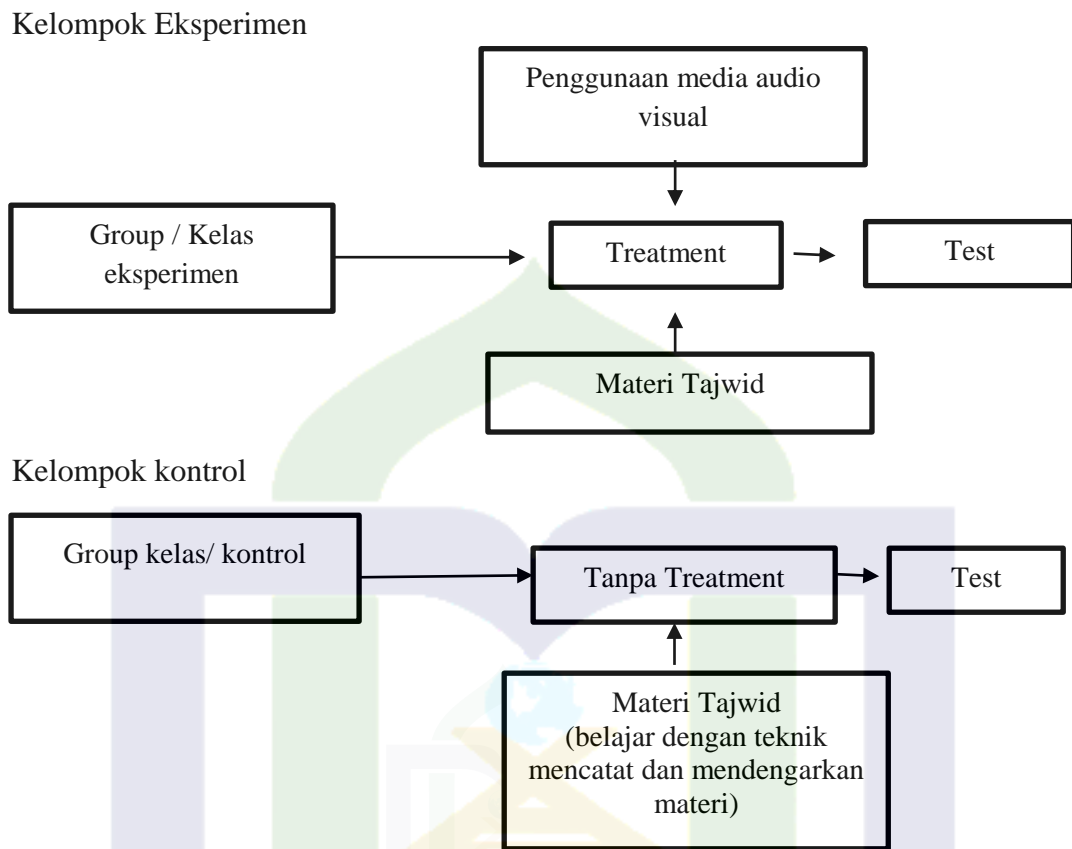 Kelompok Eksperimen
Penggunaan media audio
visual
Group / Kelas
eksperimen
Treatment
Test
Materi Tajwid
Kelompok kontrol
Group kelas/ kontrol
Tanpa Treatment
Test
Materi Tajwid
(belajar dengan teknik
mencatat dan mendengarkan
materi)